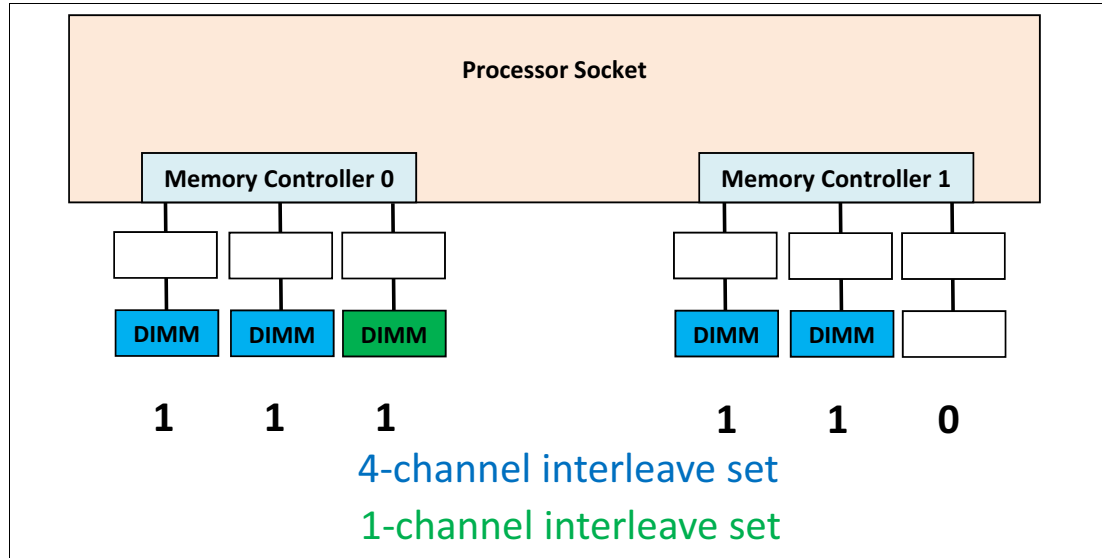 Processor Socket
Memory Controller 0 Memory Controller 1
DIMM DIMM DIMM DIMM DIMM
1 1 1 1 1 0
4-channel interleave set
1-channel interleave set